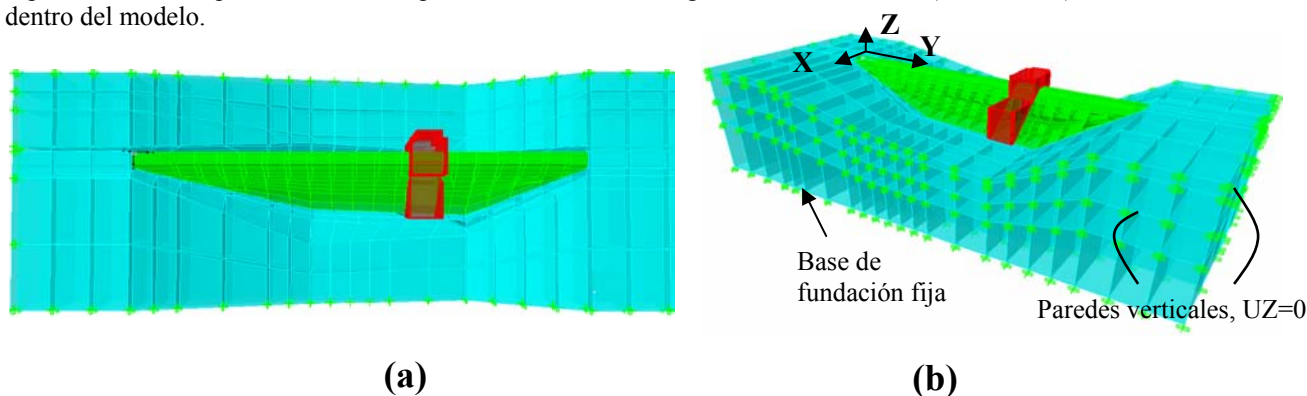 dentro del modelo.
Z
Y
X
Base de
fundación fija
Paredes verticales, UZ=0
(a)
(b)